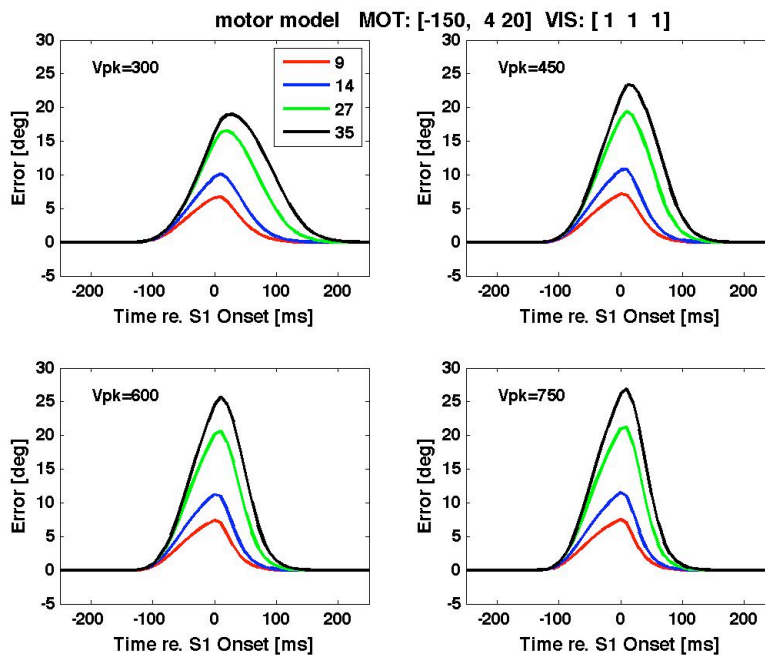 motor model MOT: [-150, 4 20] VIS: [ 1 1 1]
30
25
20
15
10
5
0
-5
Error [deg]
Vpk=300
9
14
27
35
-200 -100 0 100 200
Time re. S1 Onset [ms]
30
25
20
15
10
5
0
-5
Error [deg]
Vpk=450
-200 -100 0 100 200
Time re. S1 Onset [ms]
30
25
20
15
10
5
0
-5
Error [deg]
Vpk=600
-200 -100 0 100 200
Time re. S1 Onset [ms]
30
25
20
15
10
5
0
-5
Error [deg]
Vpk=750
-200 -100 0 100 200
Time re. S1 Onset [ms]